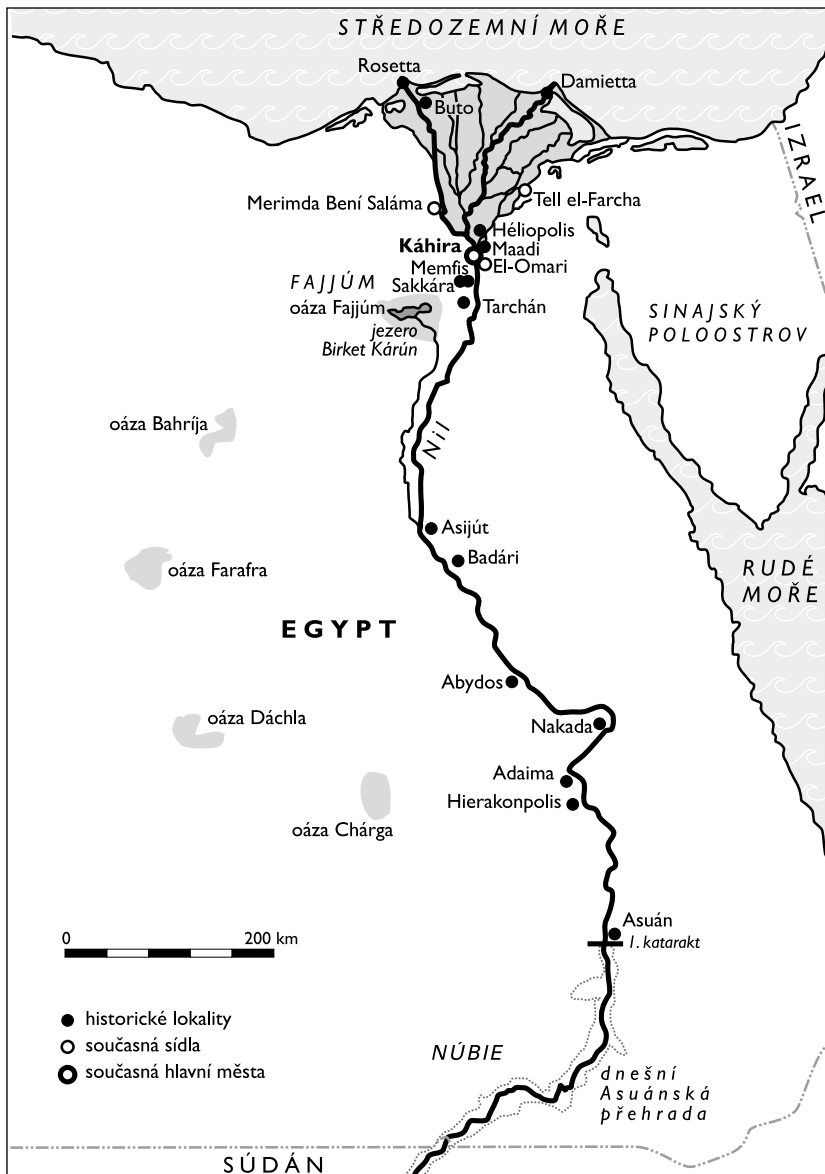 STŘEDOZEMNÍ MOŘE
Rosetta
Damietta
Buto
IZRAEL
Merimda Bení Saláma
Tell el-Farcha
Héliopolis
Káhira
Maadi
El-Omari
Memfis
FAJJÚM
Sakkára
oáza Fajjúm
Tarchán
jezero
Birket Kárún
SINAJSKÝ
POLOOSTROV
oáza Bahríja
Nil
Asijút
Badári
oáza Farafra
RUDÉ
MOŘE
EGYPT
Abydos
oáza Dáchla
Nakada
Adaima
Hierakonpolis
oáza Chárga
Asuán
1. katarakt
0 200 km
historické lokality
současná sídla
současná hlavní města
NÚBIE
dnešní
Asuánská
přehrada
SÚDÁN